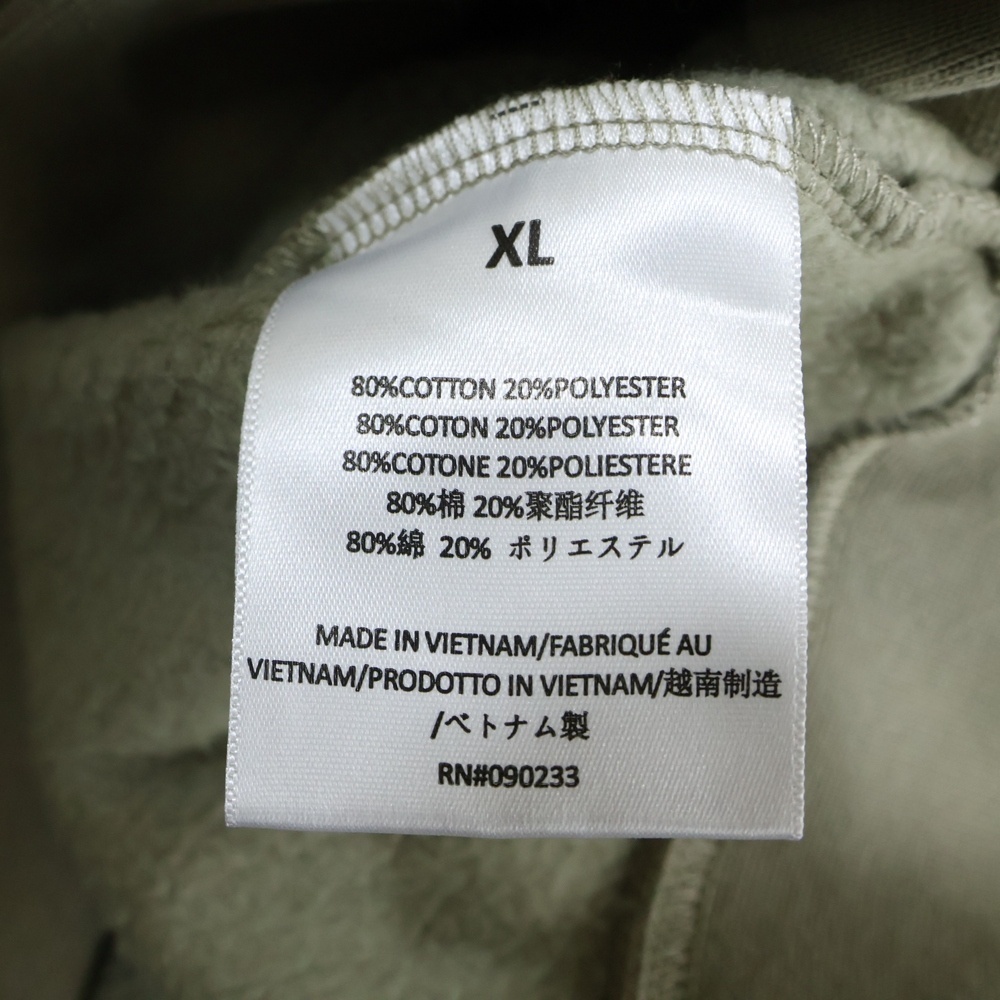 XL
80%COTTON 20%POLYESTER
80%COTON 20%POLYESTER
80%COTONE 20%POLIESTERE
80%棉 20%聚酯纤维
80%綿 20% ポリエステル
MADE IN VIETNAM/FABRIQUÉ AU
VIETNAM/PRODOTTO IN VIETNAM/越南制造
/ベトナム製
RN#090233